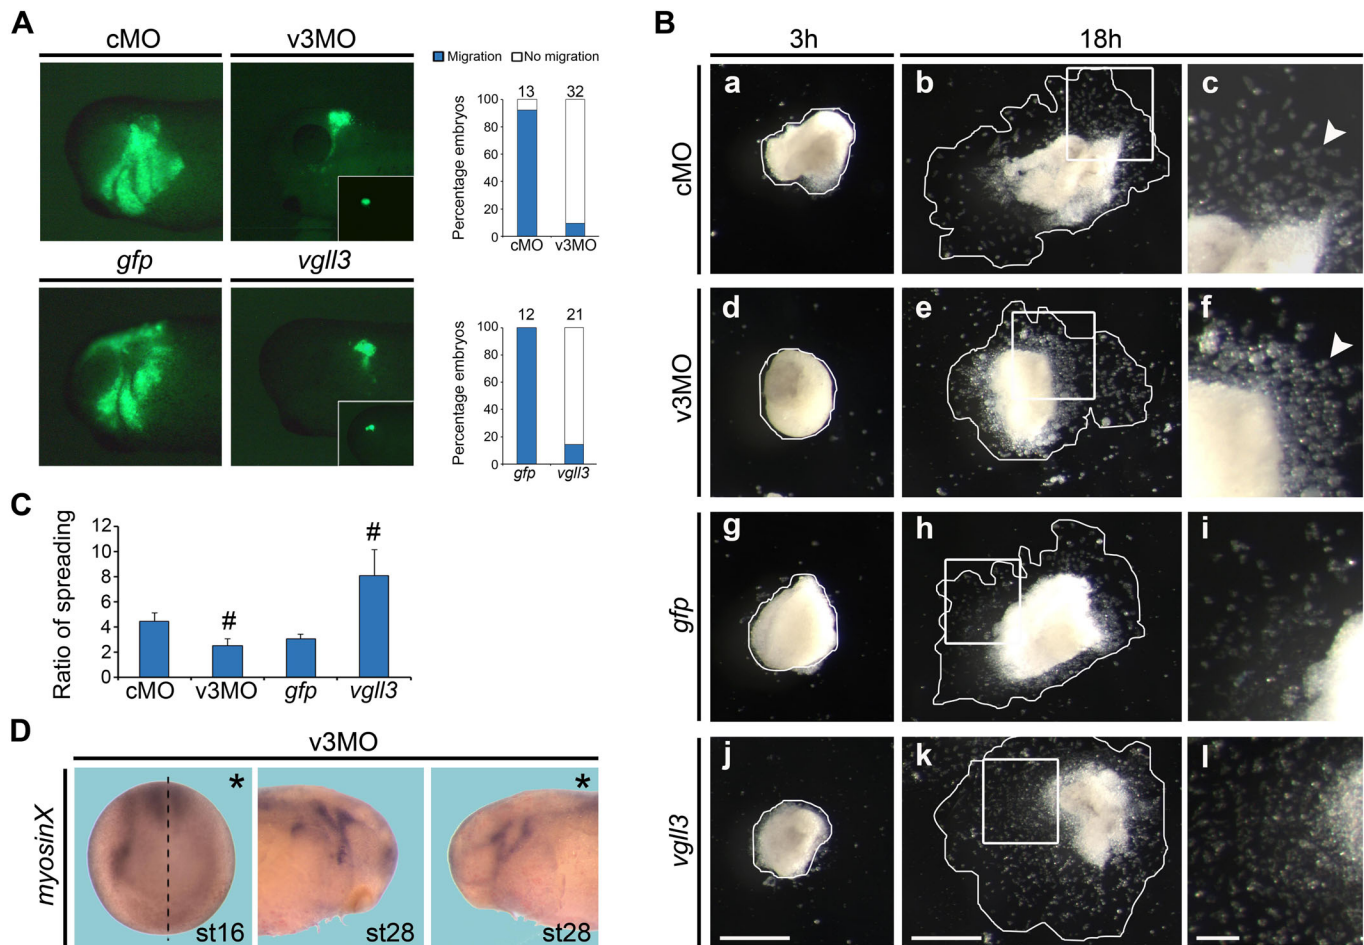 A
cMO
v3MO
Migration
No migration
Percentage embryos
100
80
60
40
20
0
13
32
cMO
v3MO
gfp
vgll3
Percentage embryos
100
80
60
40
20
0
12
21
gfp
vgll3
C
Ratio of spreading
12
10
8
6
4
2
0
#
#
cMO
v3MO
gfp
vgll3
D
v3MO
myosinX
*
st16
st28
*
st28
B
3h
18h
cMO
a
b
c
v3MO
d
e
f
gfp
g
h
i
vgll3
j
k
l